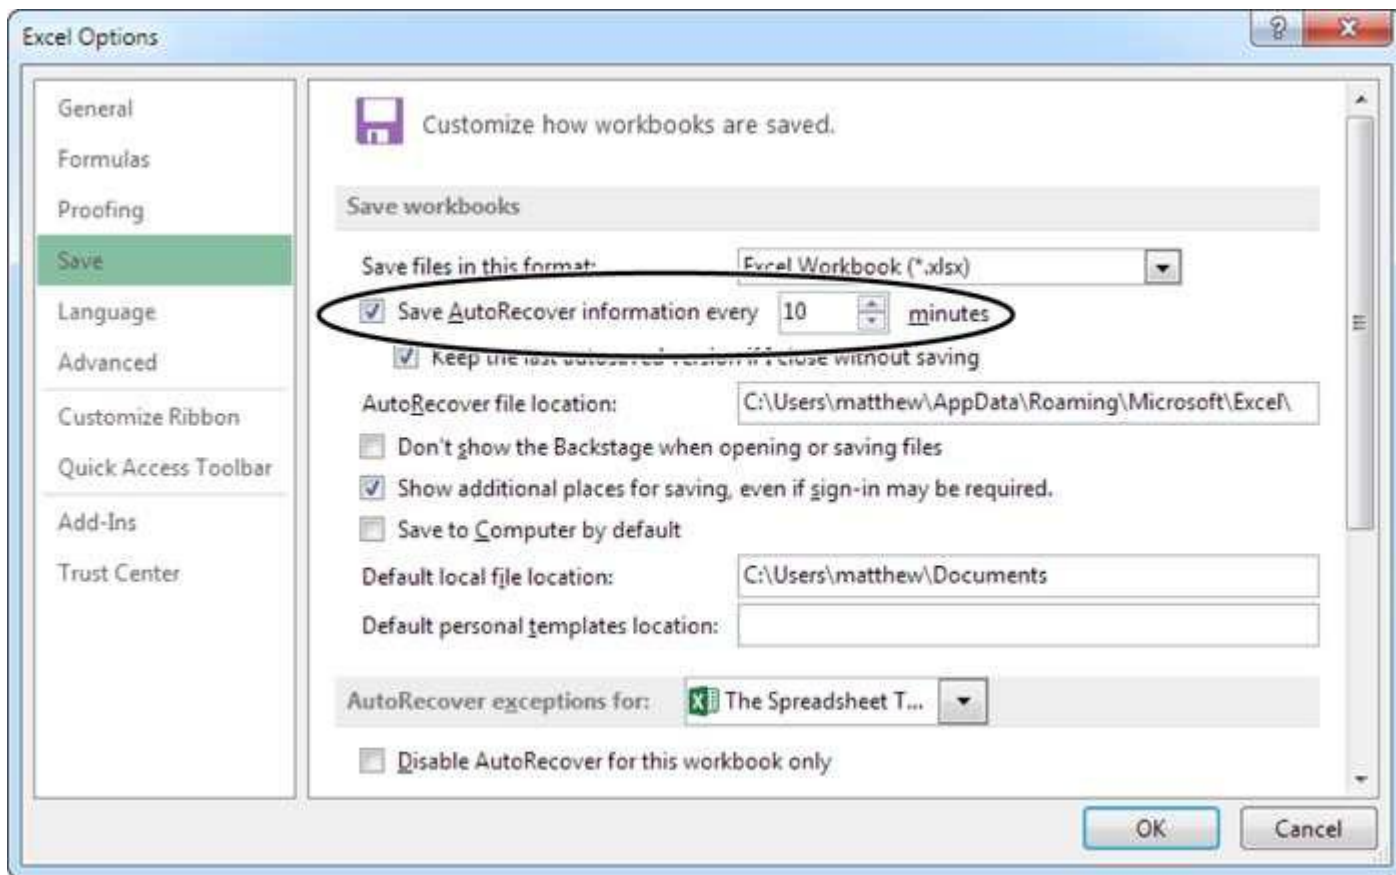 Excel Options
General
Formulas
Proofing
Save
Language
Advanced
Customize Ribbon
Quick Access Toolbar
Add-Ins
Trust Center
Customize how workbooks are saved.
Save workbooks
Save files in this format: Excel Workbook (*.xlsx)
Save AutoRecover information every 10 minutes
Keep the last autosaved version if I close without saving
AutoRecover file location: C:\Users\matthew\AppData\Roaming\Microsoft\Excel\
Don't show the Backstage when opening or saving files
Show additional places for saving, even if sign-in may be required.
Save to Computer by default
Default local file location: C:\Users\matthew\Documents
Default personal templates location:
AutoRecover exceptions for: The Spreadsheet T...
Disable AutoRecover for this workbook only
OK Cancel